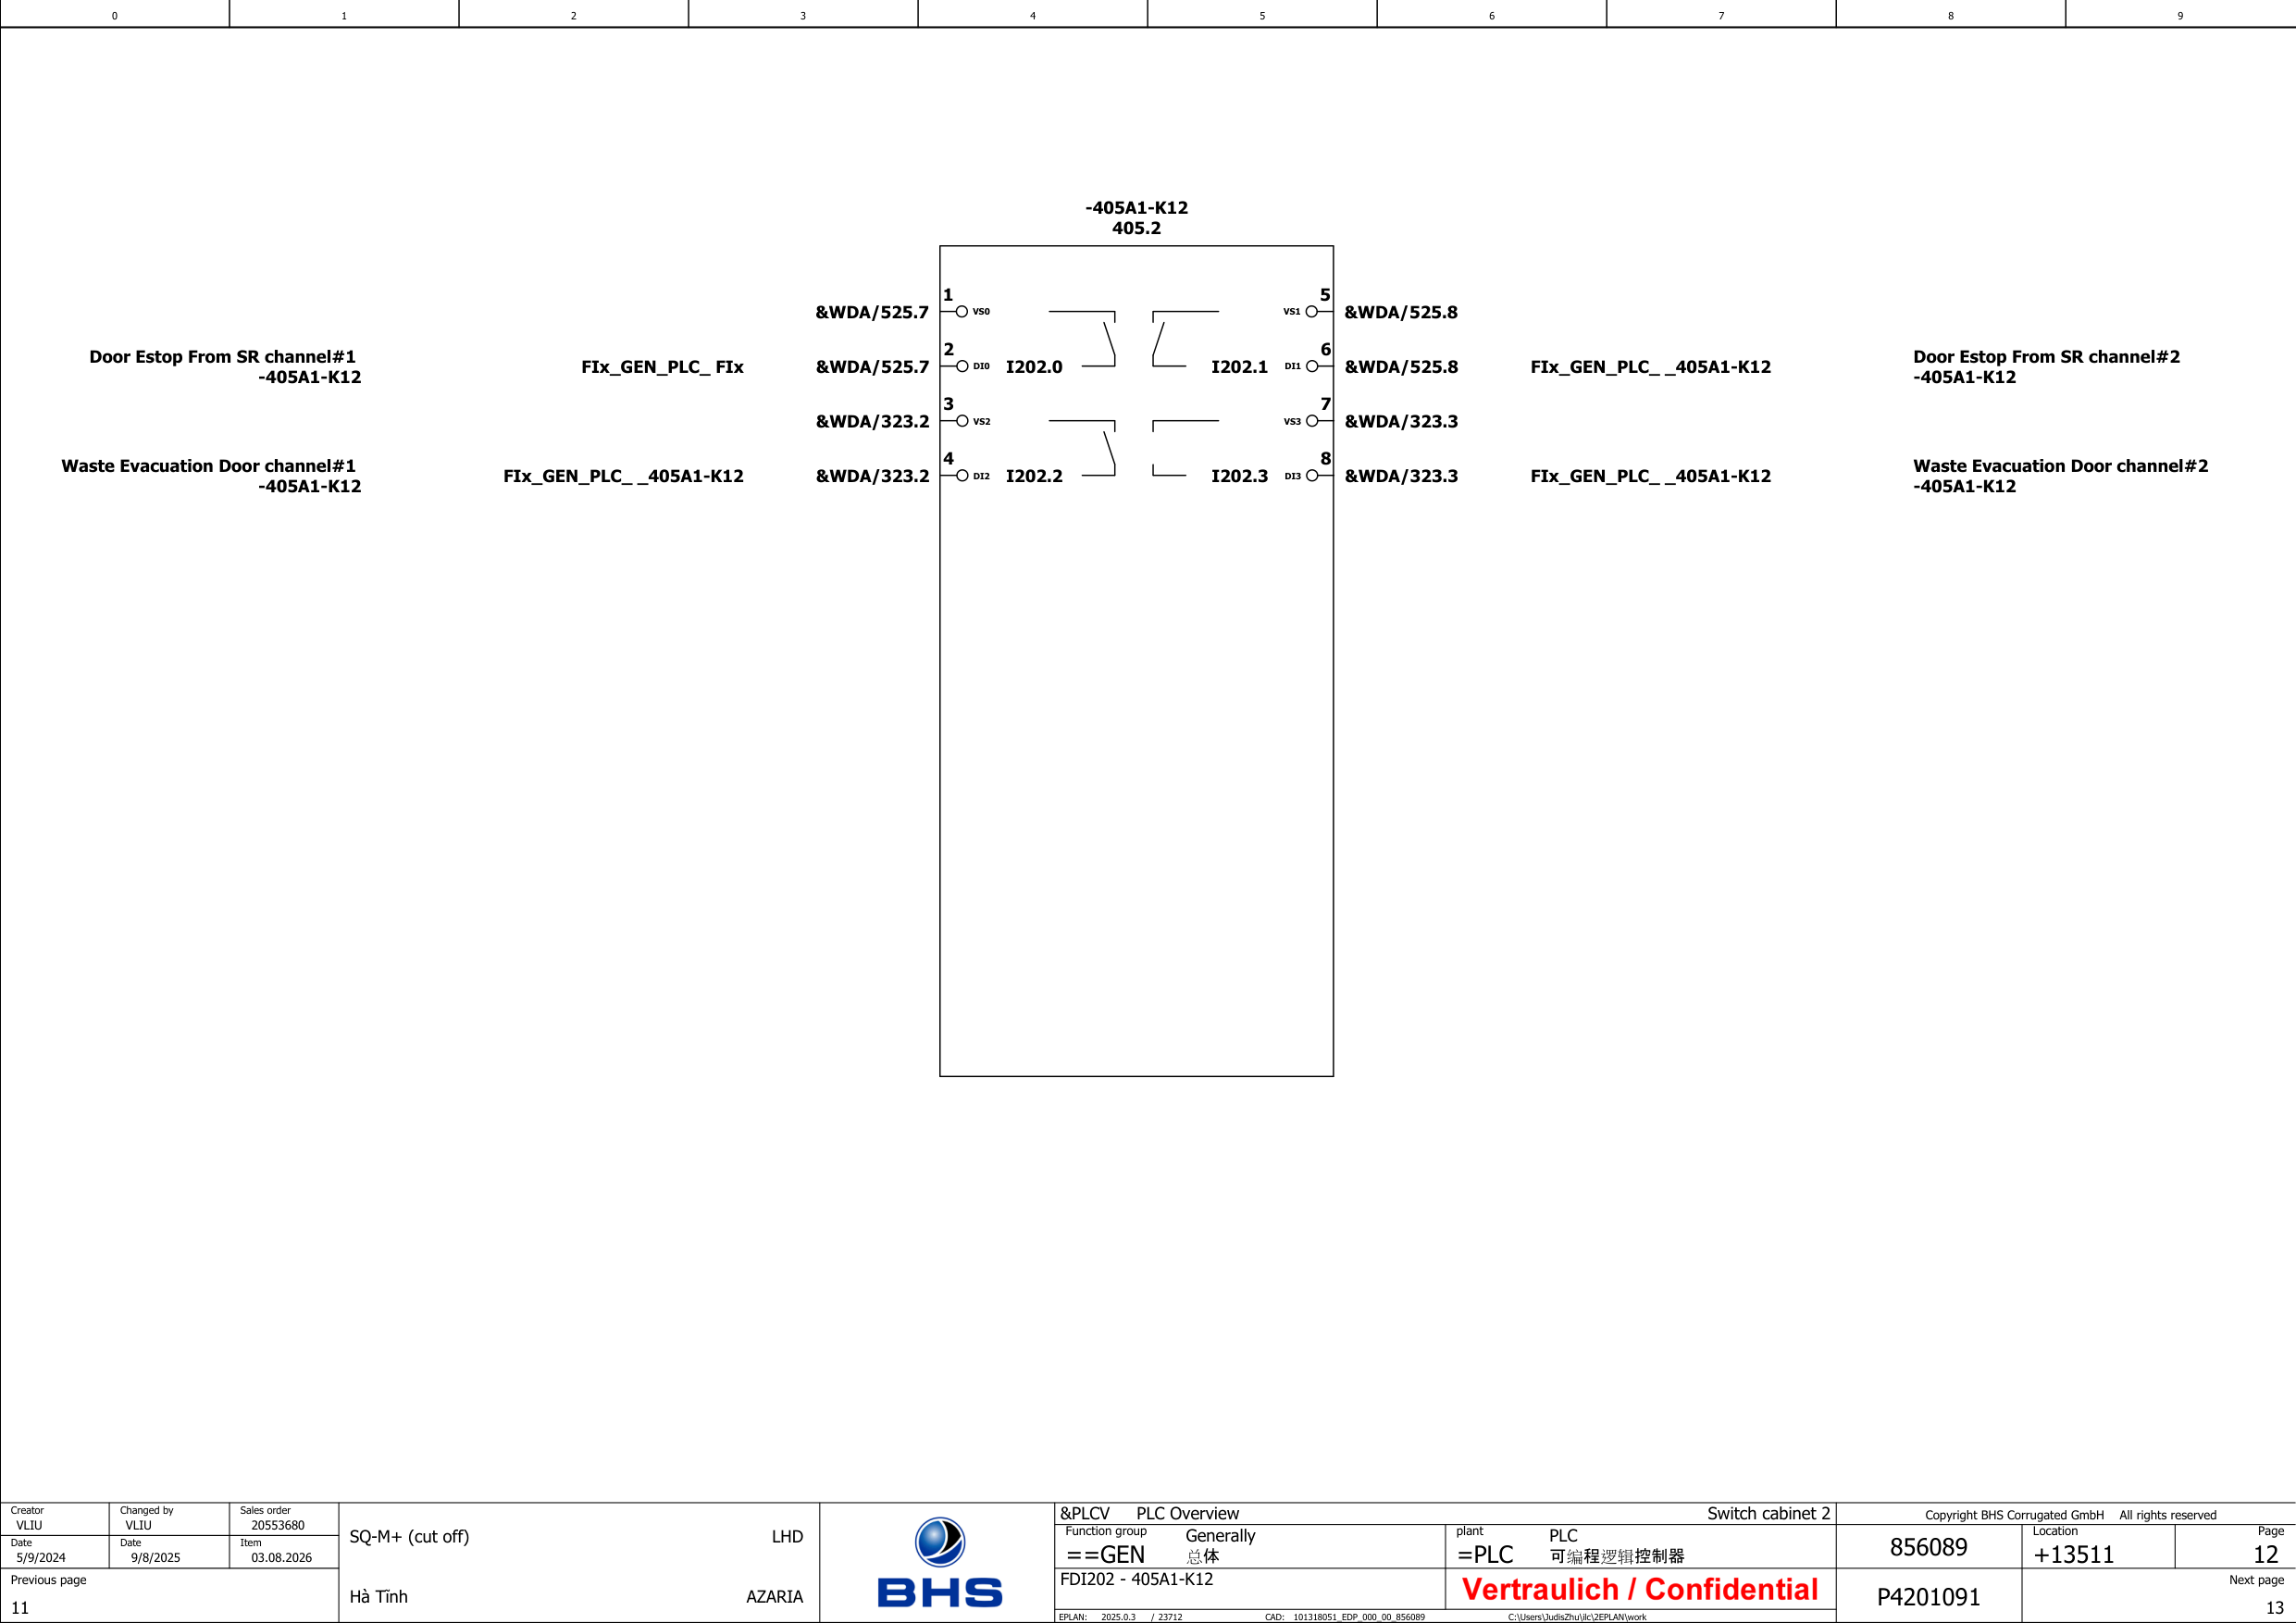 0 1 2 3 4 5 6 7 8 9
-405A1-K12
405.2
1 5
&WDA/525.7 VS0 VS1 &WDA/525.8
2 6
Door Estop From SR channel#1 Door Estop From SR channel#2
FIx_GEN_PLC_ FIx &WDA/525.7 DI0 I202.0 I202.1 DI1 &WDA/525.8 FIx_GEN_PLC_ _405A1-K12
-405A1-K12 -405A1-K12
3 7
&WDA/323.2 VS2 VS3 &WDA/323.3
4 8
Waste Evacuation Door channel#1 Waste Evacuation Door channel#2
FIx_GEN_PLC_ _405A1-K12 &WDA/323.2 DI2 I202.2 I202.3 DI3 &WDA/323.3 FIx_GEN_PLC_ _405A1-K12
-405A1-K12 -405A1-K12
Creator Changed by Sales order
VLIU VLIU 20553680
Date Date Item
5/9/2024 9/8/2025 03.08.2026
Previous page
11
SQ-M+ (cut off) LHD
Hà Tĩnh AZARIA
BHS
&PLCV PLC Overview Switch cabinet 2
Function group Generally plant PLC
==GEN 总体 =PLC 可编程逻辑控制器
FDI202 - 405A1-K12
Vertraulich / Confidential
EPLAN: 2025.0.3 / 23712 CAD: 101318051_EDP_000_00_856089 C:\Users\JudisZhu\ilc\2EPLAN\work
Copyright BHS Corrugated GmbH All rights reserved
856089 Location Page
+13511 12
P4201091 Next page
13